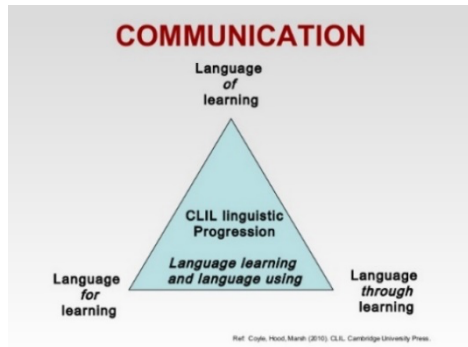 COMMUNICATION
Language
of
learning
CLIL linguistic
Progression
Language learning
and language using
Language
for
learning
Language
through
learning
Ref: Coyle, Hood, Marsh (2010). CLIL. Cambridge University Press.